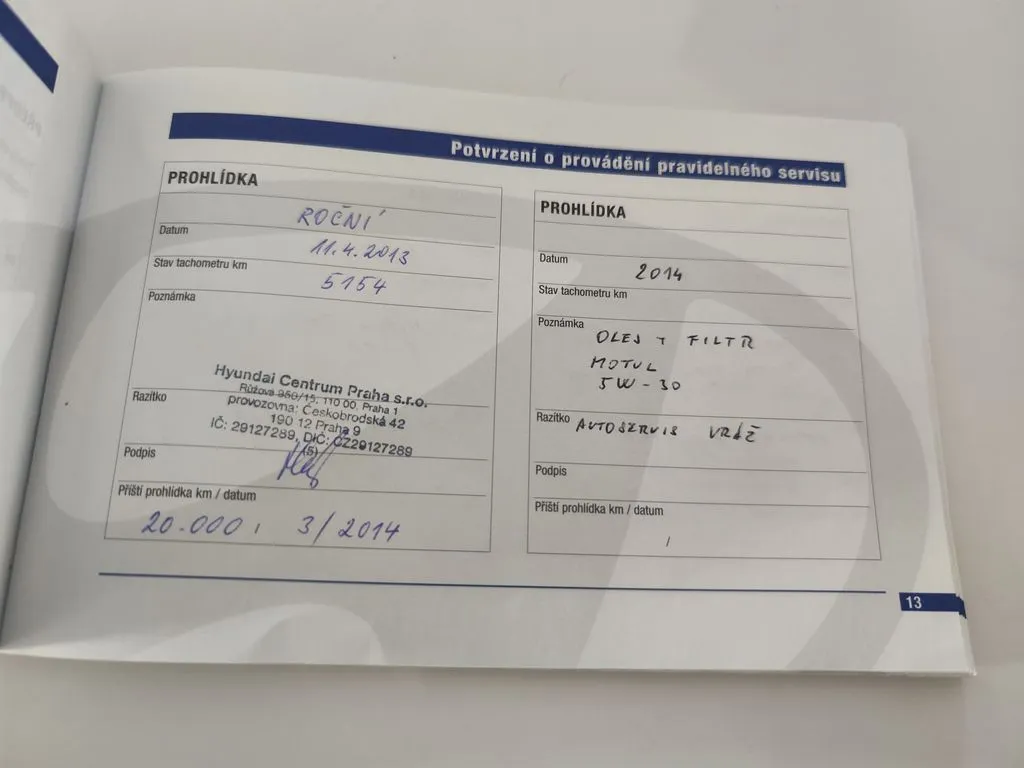 Potvrzení o provádění pravidelného servisu
PROHLÍDKA
ROČNÍ
Datum
11.4.2013
Stav tachometru km
5154
Poznámka
Hyundai Centrum Praha s.r.o.
Růžova 950/15, 110 00, Praha 1
provozovna: Českobrodská 42
190 12 Praha 9
IČ: 29127289, DIČ: CZ29127289
(5)
Razítko
Podpis
Příští prohlídka km / datum
20.000 / 3/2014
PROHLÍDKA
Datum
2014
Stav tachometru km
Poznámka
OLEJ + FILTR
MOTUL
5W-30
Razítko
AUTOSERVIS VRÁŽ
Podpis
Příští prohlídka km / datum
/
13